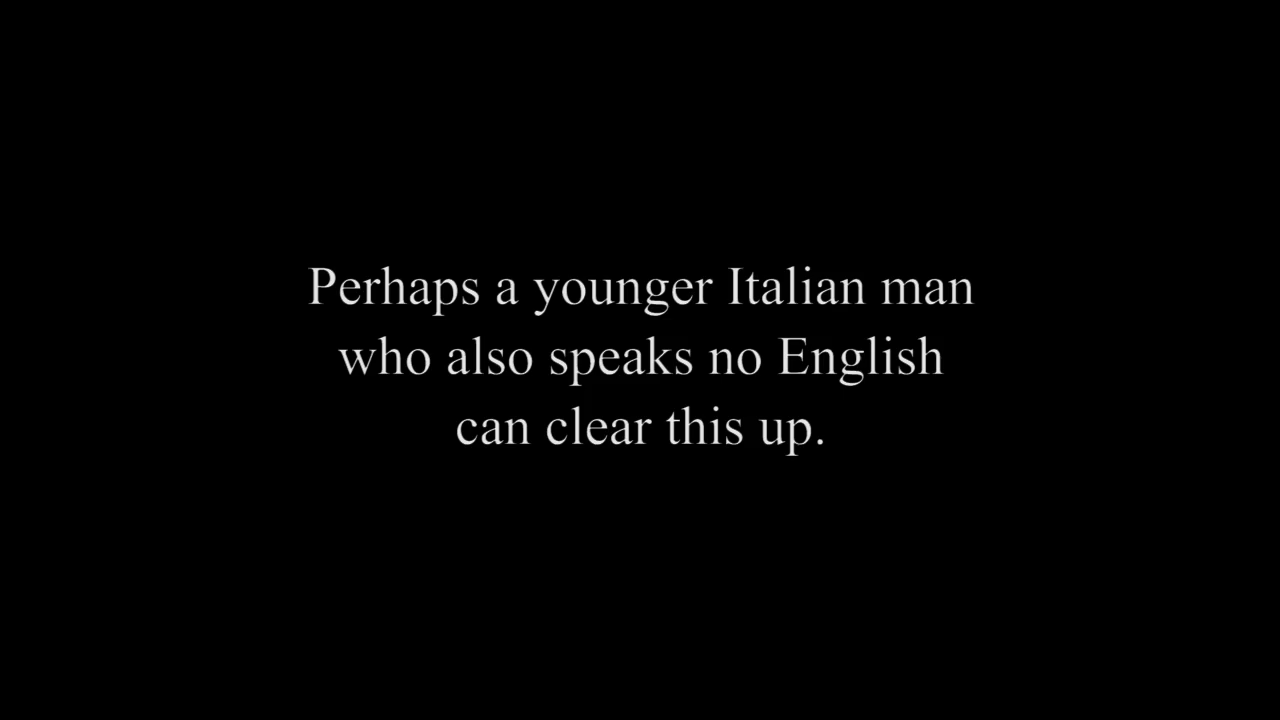 Perhaps a younger Italian man
who also speaks no English
can clear this up.